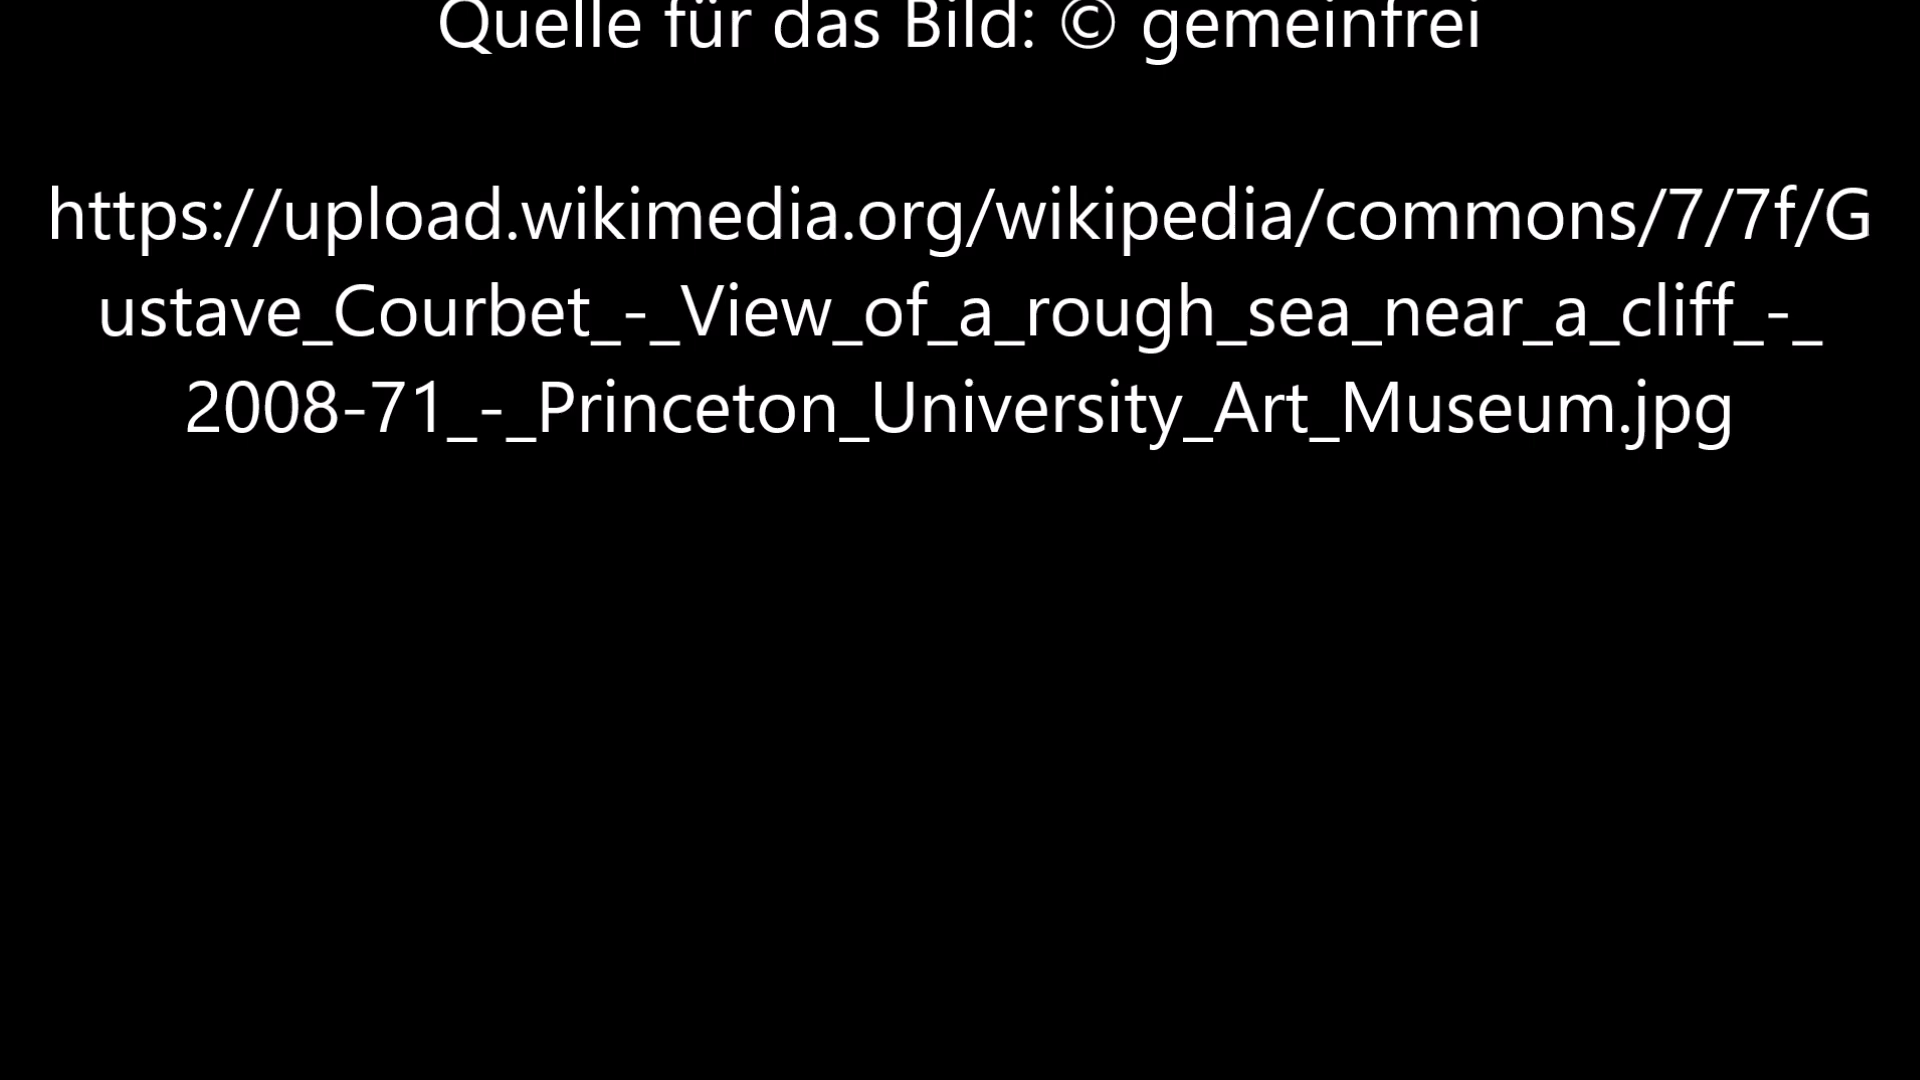 Quelle für das Bild: © gemeinfrei
https://upload.wikimedia.org/wikipedia/commons/7/7f/G
ustave_Courbet_-_View_of_a_rough_sea_near_a_cliff_-_
2008-71_-_Princeton_University_Art_Museum.jpg